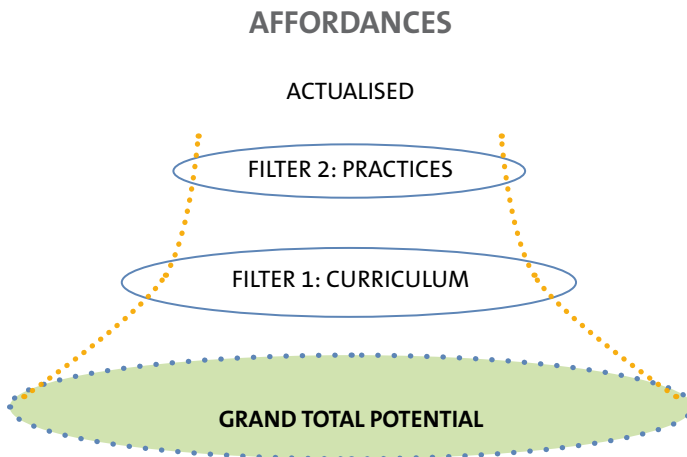 AFFORDANCES
ACTUALISED
FILTER 2: PRACTICES
FILTER 1: CURRICULUM
GRAND TOTAL POTENTIAL